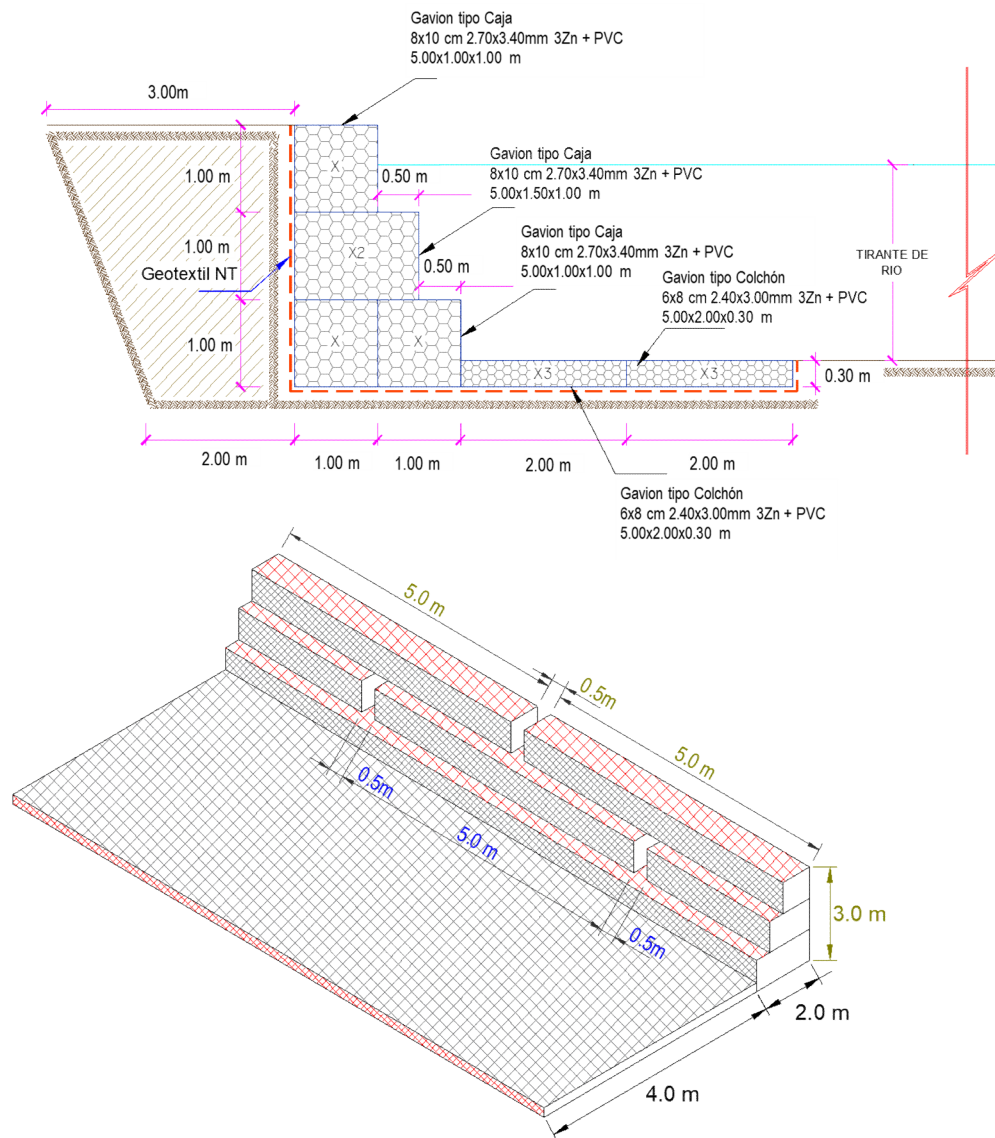 Gavion tipo Caja
8x10 cm 2.70x3.40mm 3Zn + PVC
5.00x1.00x1.00 m
3.00m
Gavion tipo Caja
8x10 cm 2.70x3.40mm 3Zn + PVC
5.00x1.50x1.00 m
1.00 m
X
0.50 m
Gavion tipo Caja
8x10 cm 2.70x3.40mm 3Zn + PVC
5.00x1.00x1.00 m
1.00 m
X2
0.50 m
Geotextil NT
TIRANTE DE
RIO
Gavion tipo Colchón
6x8 cm 2.40x3.00mm 3Zn + PVC
5.00x2.00x0.30 m
1.00 m
X
X
X3
X3
0.30 m
2.00 m
1.00 m
1.00 m
2.00 m
2.00 m
Gavion tipo Colchón
6x8 cm 2.40x3.00mm 3Zn + PVC
5.00x2.00x0.30 m
5.0 m
0.5m
5.0 m
0.5m
5.0 m
0.5m
3.0 m
2.0 m
4.0 m